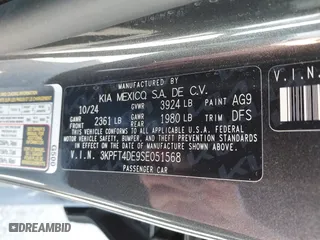 MANUFACTURED BY
KIA MEXICO S.A. DE C.V.
10/24 GVWR 3924 LB PAINT AG9
GAWR FRONT 2361 LB GAWR REAR 1980 LB TRIM DFS
THIS VEHICLE CONFORMS TO ALL APPLICABLE FEDERAL
MOTOR VEHICLE SAFETY, BUMPER, AND THEFT PREVENTION
STANDARDS IN EFFECT ON THE DATE OF MANUFACTURE SHOWN ABOVE.
V.I.N. 3KPFT4DE9SE051568
PASSENGER CAR
V.I.N.
G5100
DREAMBID